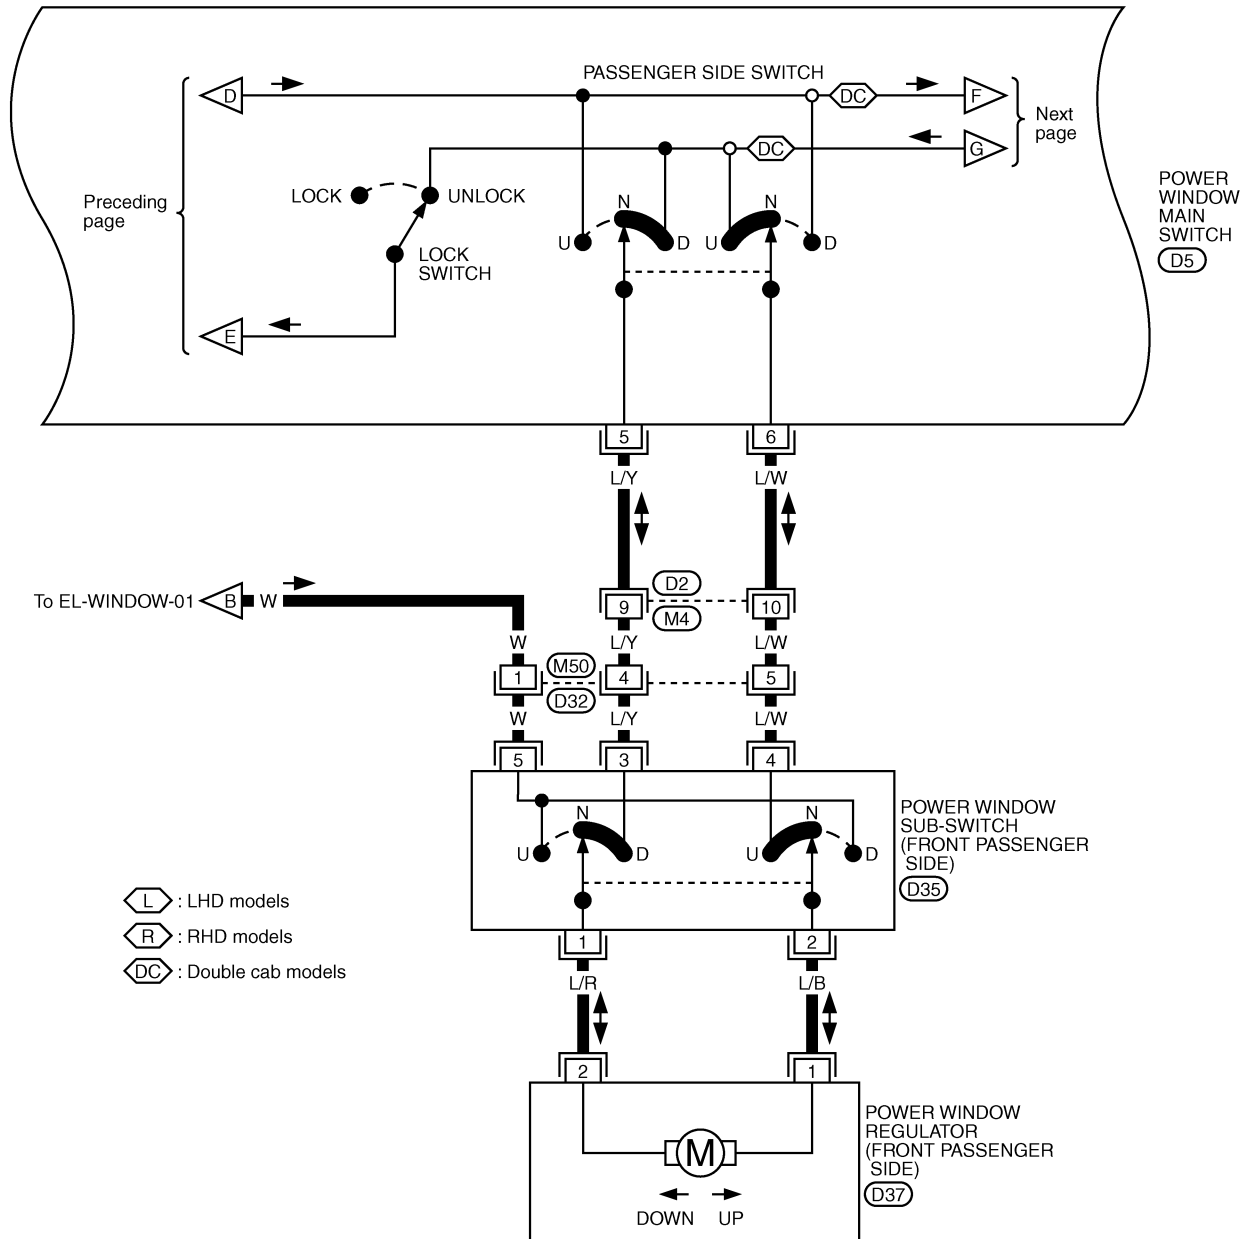 PASSENGER SIDE SWITCH
D
DC
F
DC
G
Next
page
Preceding
page
LOCK
UNLOCK
LOCK
SWITCH
E
N
U
D
N
U
D
POWER
WINDOW
MAIN
SWITCH
D5
5
6
L/Y
L/W
To EL-WINDOW-01
B
W
D2
9
10
M4
W
L/Y
L/W
M50
1
4
5
D32
W
L/Y
L/W
5
3
4
N
U
D
N
U
D
POWER WINDOW
SUB-SWITCH
(FRONT PASSENGER
SIDE)
D35
L : LHD models
R : RHD models
DC : Double cab models
1
2
L/R
L/B
2
1
M
DOWN UP
POWER WINDOW
REGULATOR
(FRONT PASSENGER
SIDE)
D37